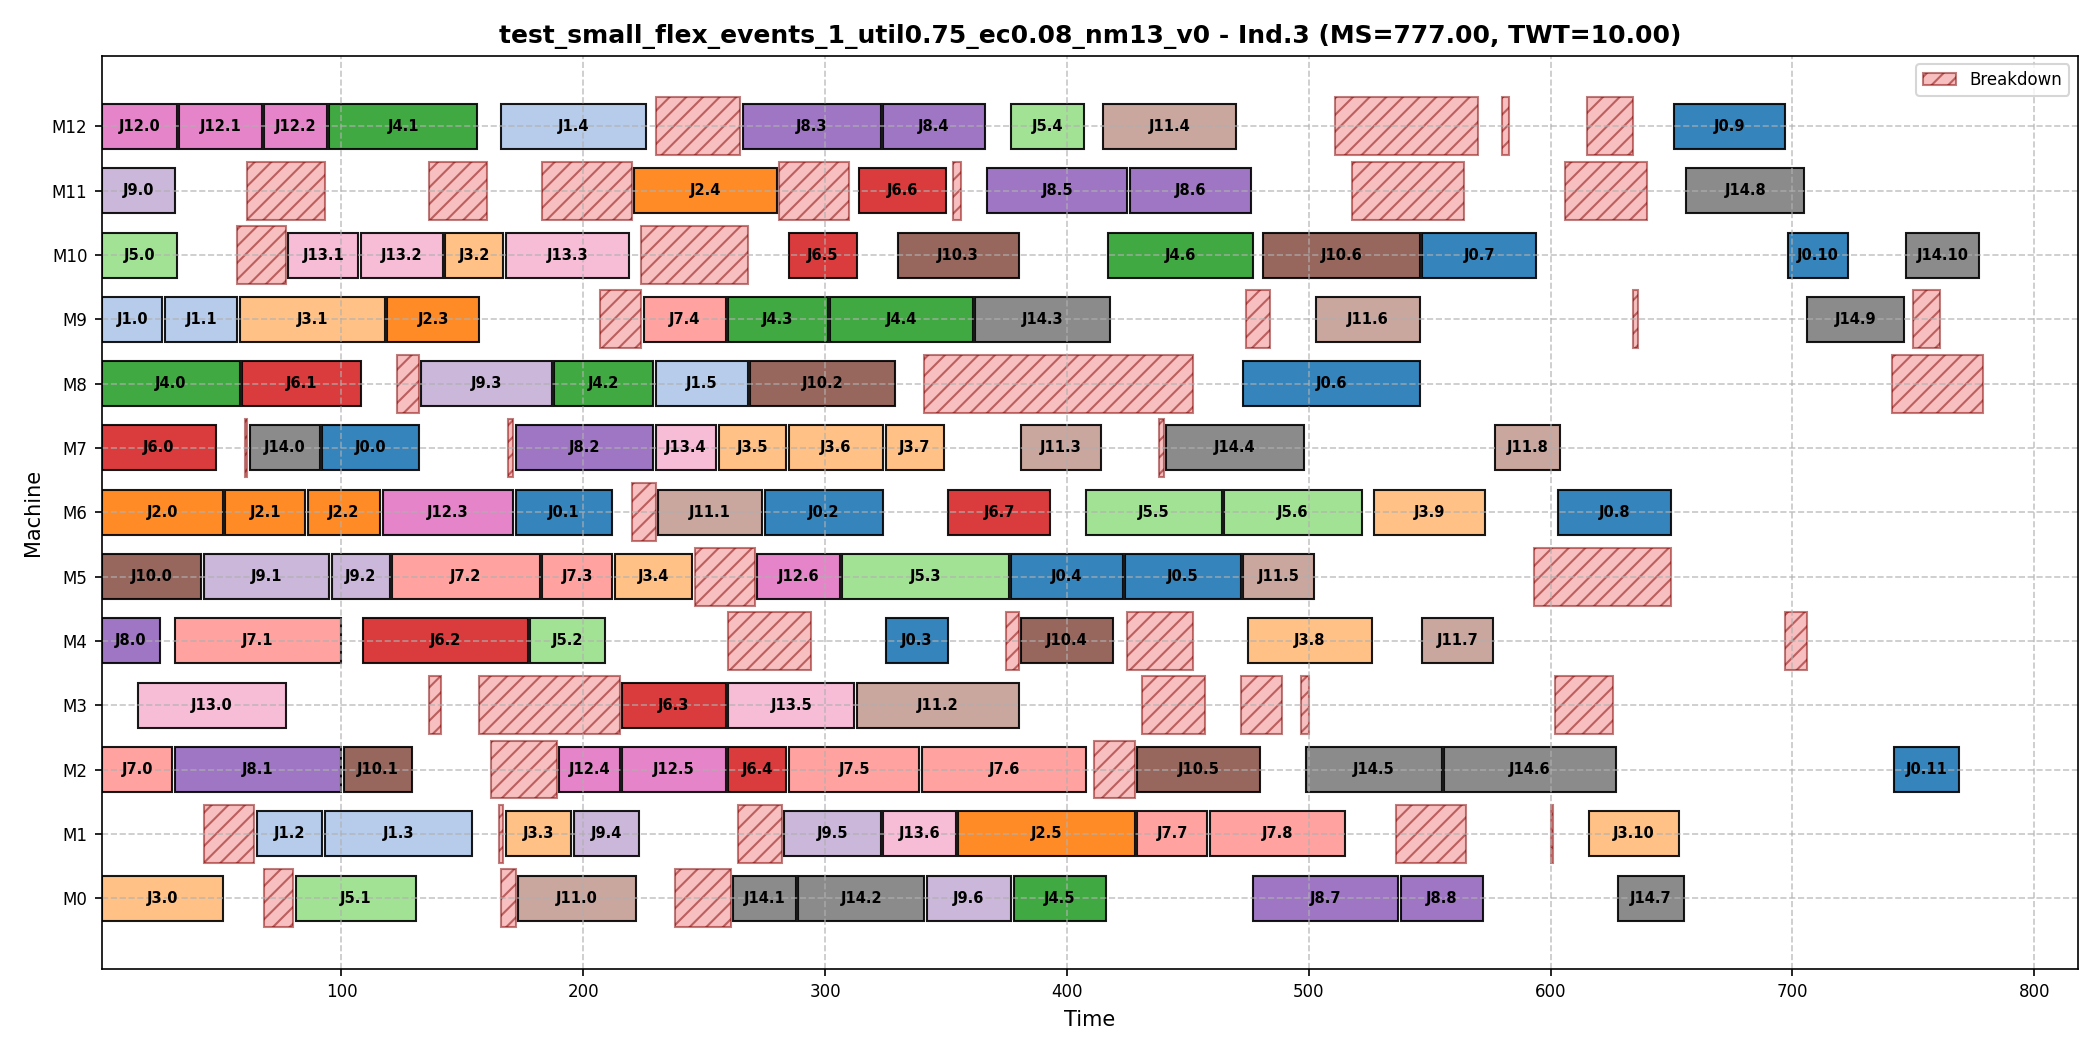 test_small_flex_events_1_util0.75_ec0.08_nm13_v0 - Ind.3 (MS=777.00, TWT=10.00)
Breakdown
M12 J12.0 J12.1 J12.2 J4.1 J1.4 J8.3 J8.4 J5.4 J11.4 J0.9
M11 J9.0 J2.4 J6.6 J8.5 J8.6 J14.8
M10 J5.0 J13.1 J13.2 J3.2 J13.3 J6.5 J10.3 J4.6 J10.6 J0.7 J0.10 J14.10
M9 J1.0 J1.1 J3.1 J2.3 J7.4 J4.3 J4.4 J14.3 J11.6 J14.9
M8 J4.0 J6.1 J9.3 J4.2 J1.5 J10.2 J0.6
M7 J6.0 J14.0 J0.0 J8.2 J13.4 J3.5 J3.6 J3.7 J11.3 J14.4 J11.8
M6 J2.0 J2.1 J2.2 J12.3 J0.1 J11.1 J0.2 J6.7 J5.5 J5.6 J3.9 J0.8
M5 J10.0 J9.1 J9.2 J7.2 J7.3 J3.4 J12.6 J5.3 J0.4 J0.5 J11.5
M4 J8.0 J7.1 J6.2 J5.2 J0.3 J10.4 J3.8 J11.7
M3 J13.0 J6.3 J13.5 J11.2
M2 J7.0 J8.1 J10.1 J12.4 J12.5 J6.4 J7.5 J7.6 J10.5 J14.5 J14.6 J0.11
M1 J1.2 J1.3 J3.3 J9.4 J9.5 J13.6 J2.5 J7.7 J7.8 J3.10
M0 J3.0 J5.1 J11.0 J14.1 J14.2 J9.6 J4.5 J8.7 J8.8 J14.7
Machine
100 200 300 400 500 600 700 800
Time